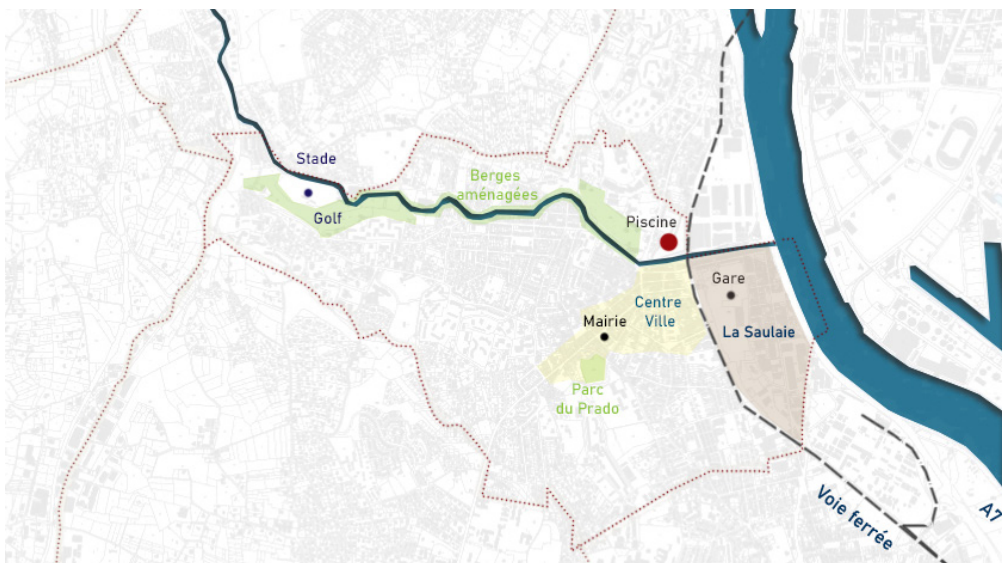 Stade
Berges
aménagées
Golf
Piscine
Gare
Centre
Ville
Mairie
La Saulaie
Parc
du Prado
Voie ferrée
A7